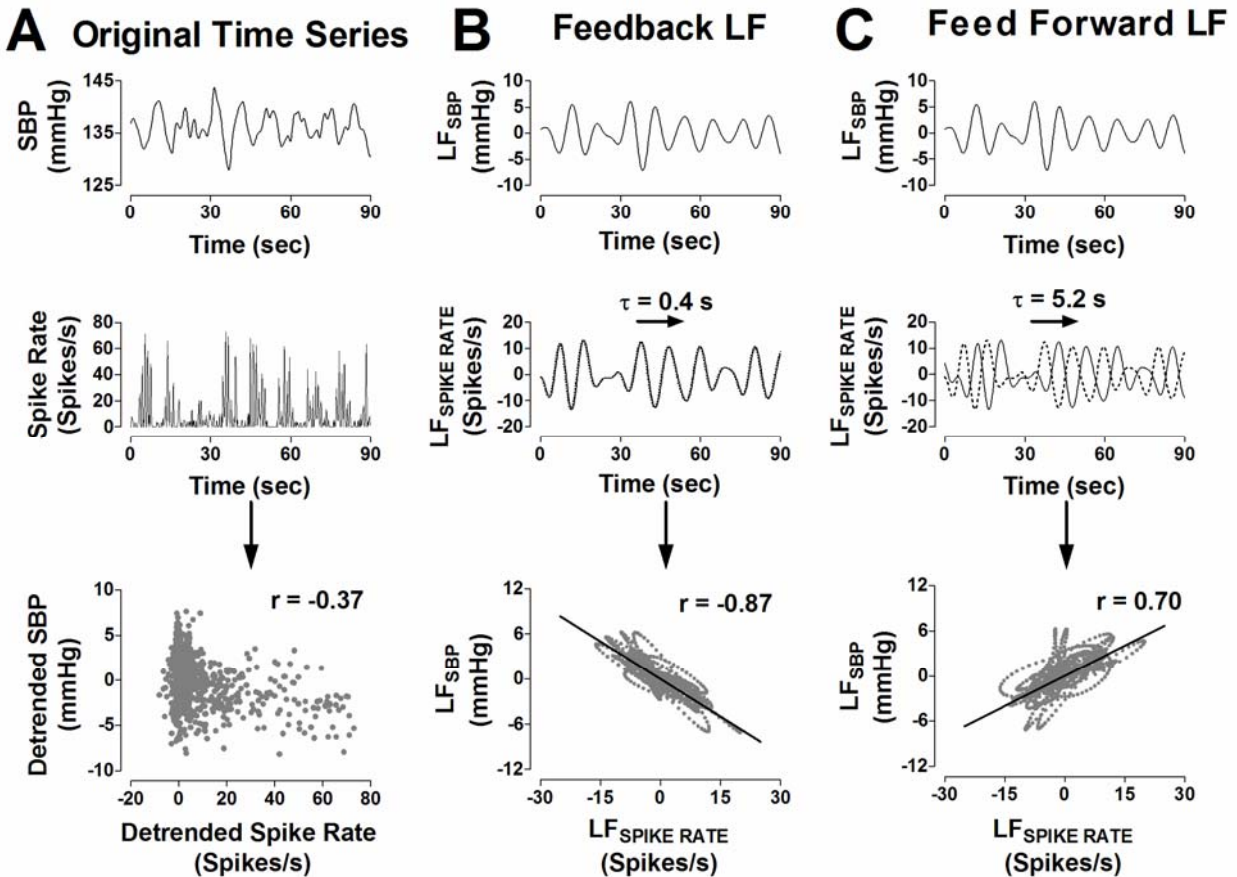 A Original Time Series
SBP
(mmHg)
145
135
125
0 30 60 90
Time (sec)
Spike Rate
(Spikes/s)
80
60
40
20
0
0 30 60 90
Time (sec)
r = -0.37
Detrended SBP
(mmHg)
10
5
0
-5
-10
-20 0 20 40 60 80
Detrended Spike Rate
(Spikes/s)
B Feedback LF
LFSBP
(mmHg)
10
5
0
-5
-10
0 30 60 90
Time (sec)
τ = 0.4 s
LFSPIKE RATE
(Spikes/s)
20
10
0
-10
-20
0 30 60 90
Time (sec)
r = -0.87
LFSBP
(mmHg)
12
6
0
-6
-12
-30 -15 0 15 30
LFSPIKE RATE
(Spikes/s)
C Feed Forward LF
LFSBP
(mmHg)
10
5
0
-5
-10
0 30 60 90
Time (sec)
τ = 5.2 s
LFSPIKE RATE
(Spikes/s)
20
10
0
-10
-20
0 30 60 90
Time (sec)
r = 0.70
LFSBP
(mmHg)
12
6
0
-6
-12
-30 -15 0 15 30
LFSPIKE RATE
(Spikes/s)